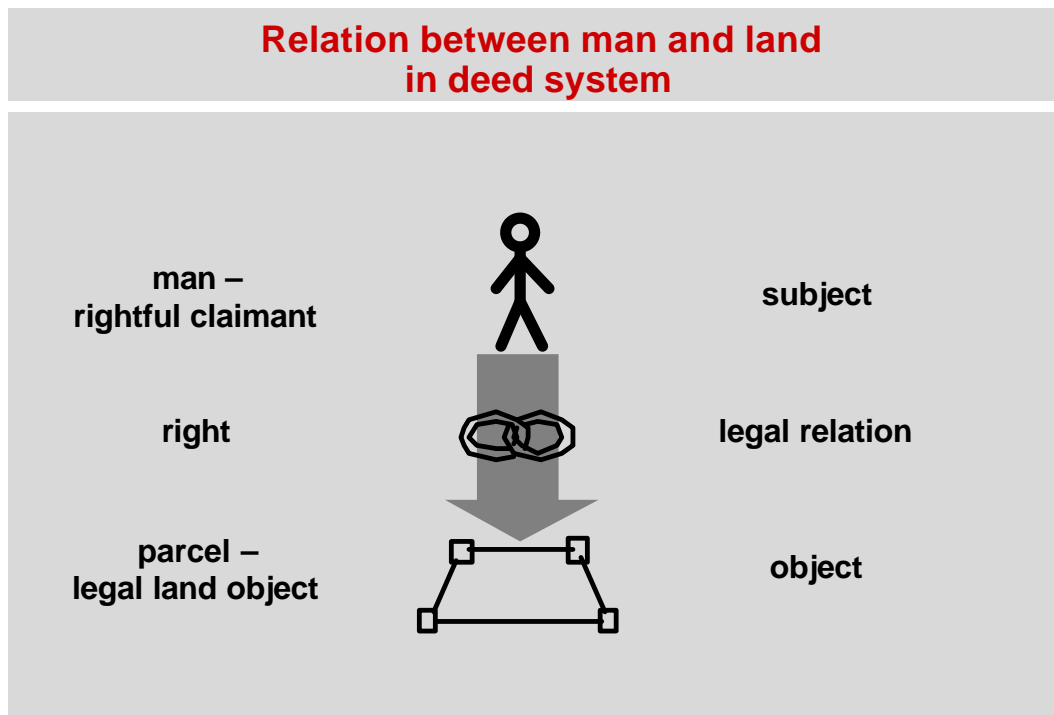 Relation between man and land
in deed system
man –
rightful claimant
subject
right
legal relation
parcel –
legal land object
object